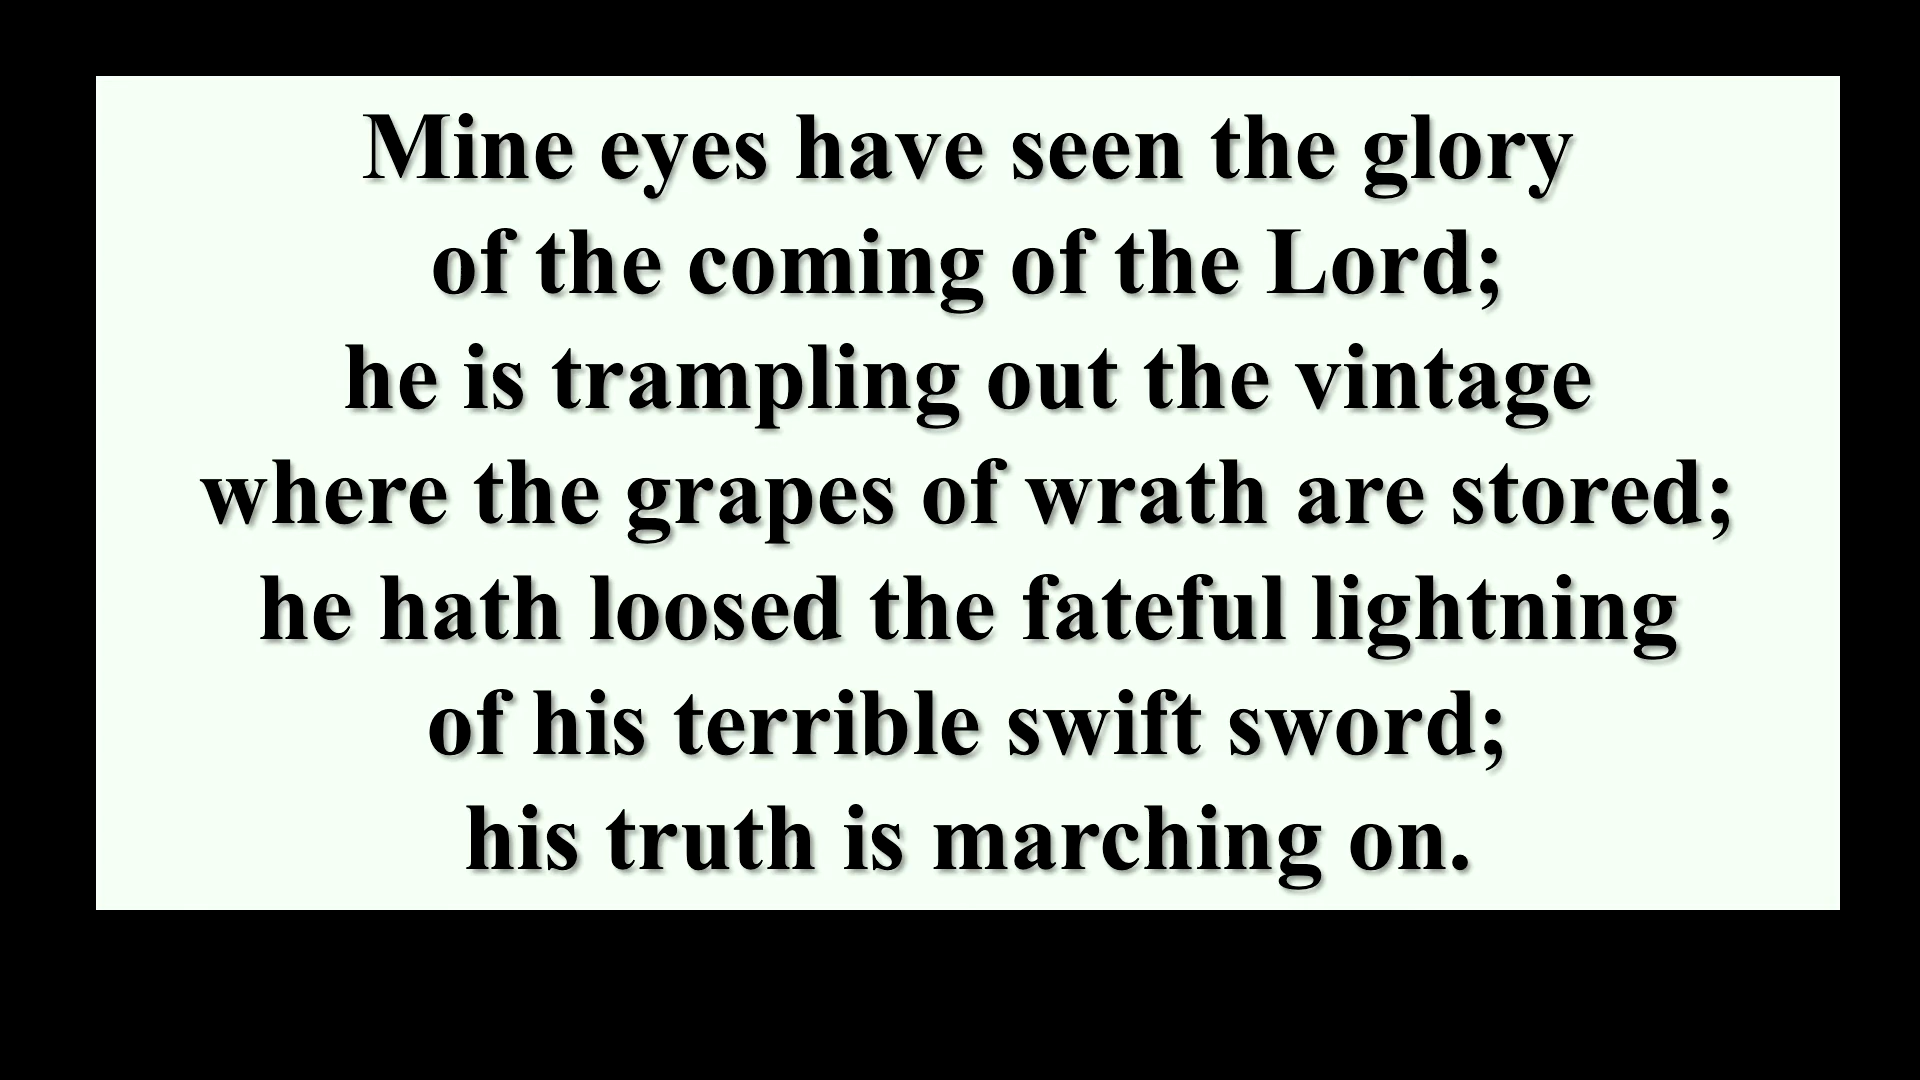 Mine eyes have seen the glory
of the coming of the Lord;
he is trampling out the vintage
where the grapes of wrath are stored;
he hath loosed the fateful lightning
of his terrible swift sword;
his truth is marching on.